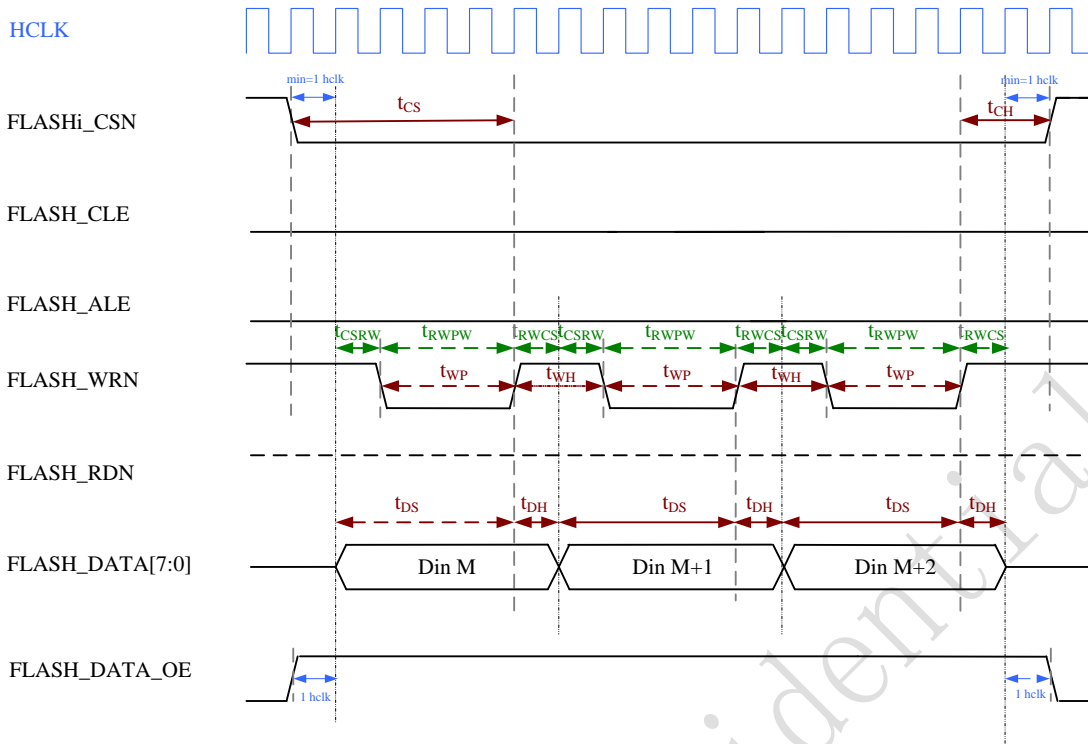 HCLK
min=1 hclk
min=1 hclk
tCS
tCH
FLASHi_CSN
FLASH_CLE
FLASH_ALE
tCSRW tRWPW tRWCS tCSRW tRWPW tRWCS tCSRW tRWPW tRWCS
FLASH_WRN
tWP tWH tWP tWH tWP
FLASH_RDN
tDS tDH tDS tDH tDS tDH
FLASH_DATA[7:0]
Din M Din M+1 Din M+2
FLASH_DATA_OE
1 hclk
1 hclk
idential